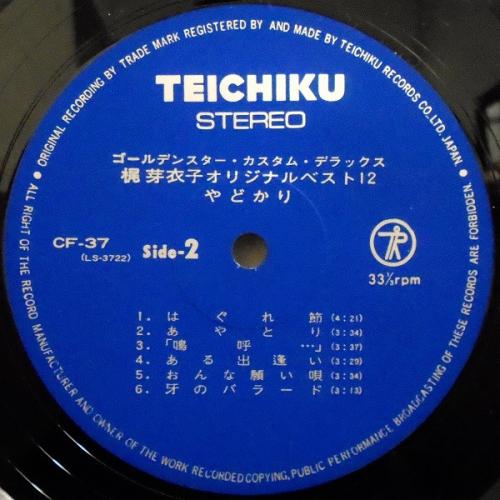 ● ORIGINAL RECORDING BY TRADE MARK REGISTERED BY AND MADE BY TEICHIKU RECORDS CO. LTD. JAPAN ●
TEICHIKU
STEREO
ゴールデンスター・カスタム・デラックス
梶芽衣子オリジナルベスト12
やどかり
CF-37
(LS-3722)
Side-2
33⅓rpm
1. はぐれ節 (4:21)
2. あやとり (3:34)
3. 「鳴呼…」 (3:37)
4. ある出逢い (3:29)
5. おんな願い唄 (3:34)
6. 牙のバラード (3:13)
ALL RIGHT OF THE RECORD MANUFACTURER AND OWNER OF THE WORK RECORDED COPYING, PUBLIC PERFORMANCE BROADCASTING OF THESE RECORDS ARE FORBIDDEN.